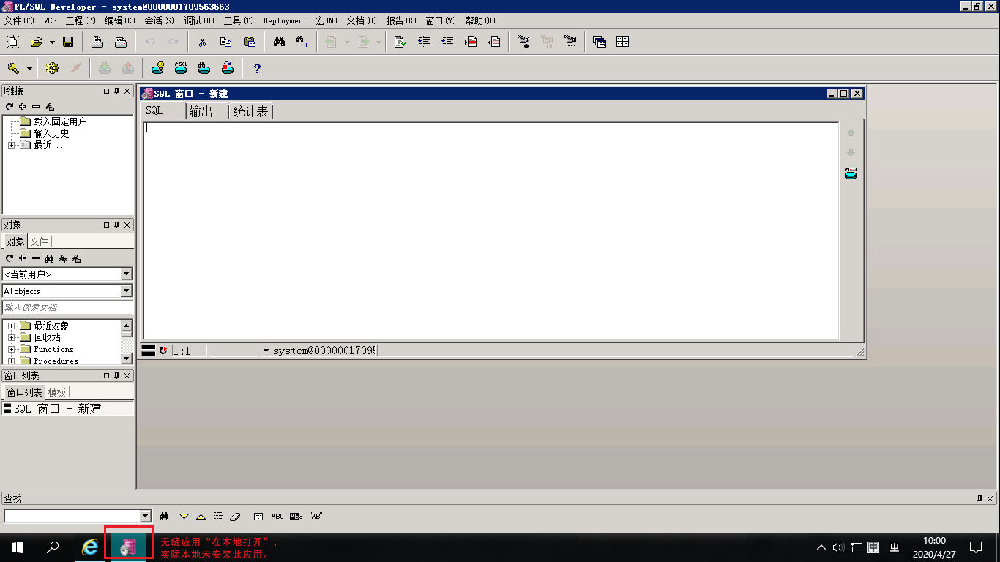 PL/SQL Developer - system@0000001709563663
文件(F) VCS 工程(P) 编辑(E) 会话(S) 调试(D) 工具(T) Deployment 宏(M) 文档(O) 报告(R) 窗口(W) 帮助(H)
链接
载入固定用户
输入历史
最近...
SQL 窗口 - 新建
SQL 输出 统计表
对象
对象 文件
<当前用户>
All objects
输入搜索文档
最近对象
回收站
Functions
Procedures
1:1 system@0000001709
窗口列表
窗口列表 模板
SQL 窗口 - 新建
查找
ABC "AB"
无缝应用“在本地打开”，
实际本地未安装此应用。
10:00
2020/4/27